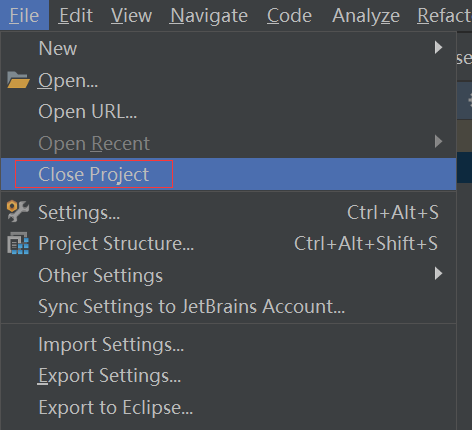 File Edit View Navigate Code Analyze Refact
New
Open...
Open URL...
Open Recent
Close Project
Settings... Ctrl+Alt+S
Project Structure... Ctrl+Alt+Shift+S
Other Settings
Sync Settings to JetBrains Account...
Import Settings...
Export Settings...
Export to Eclipse...